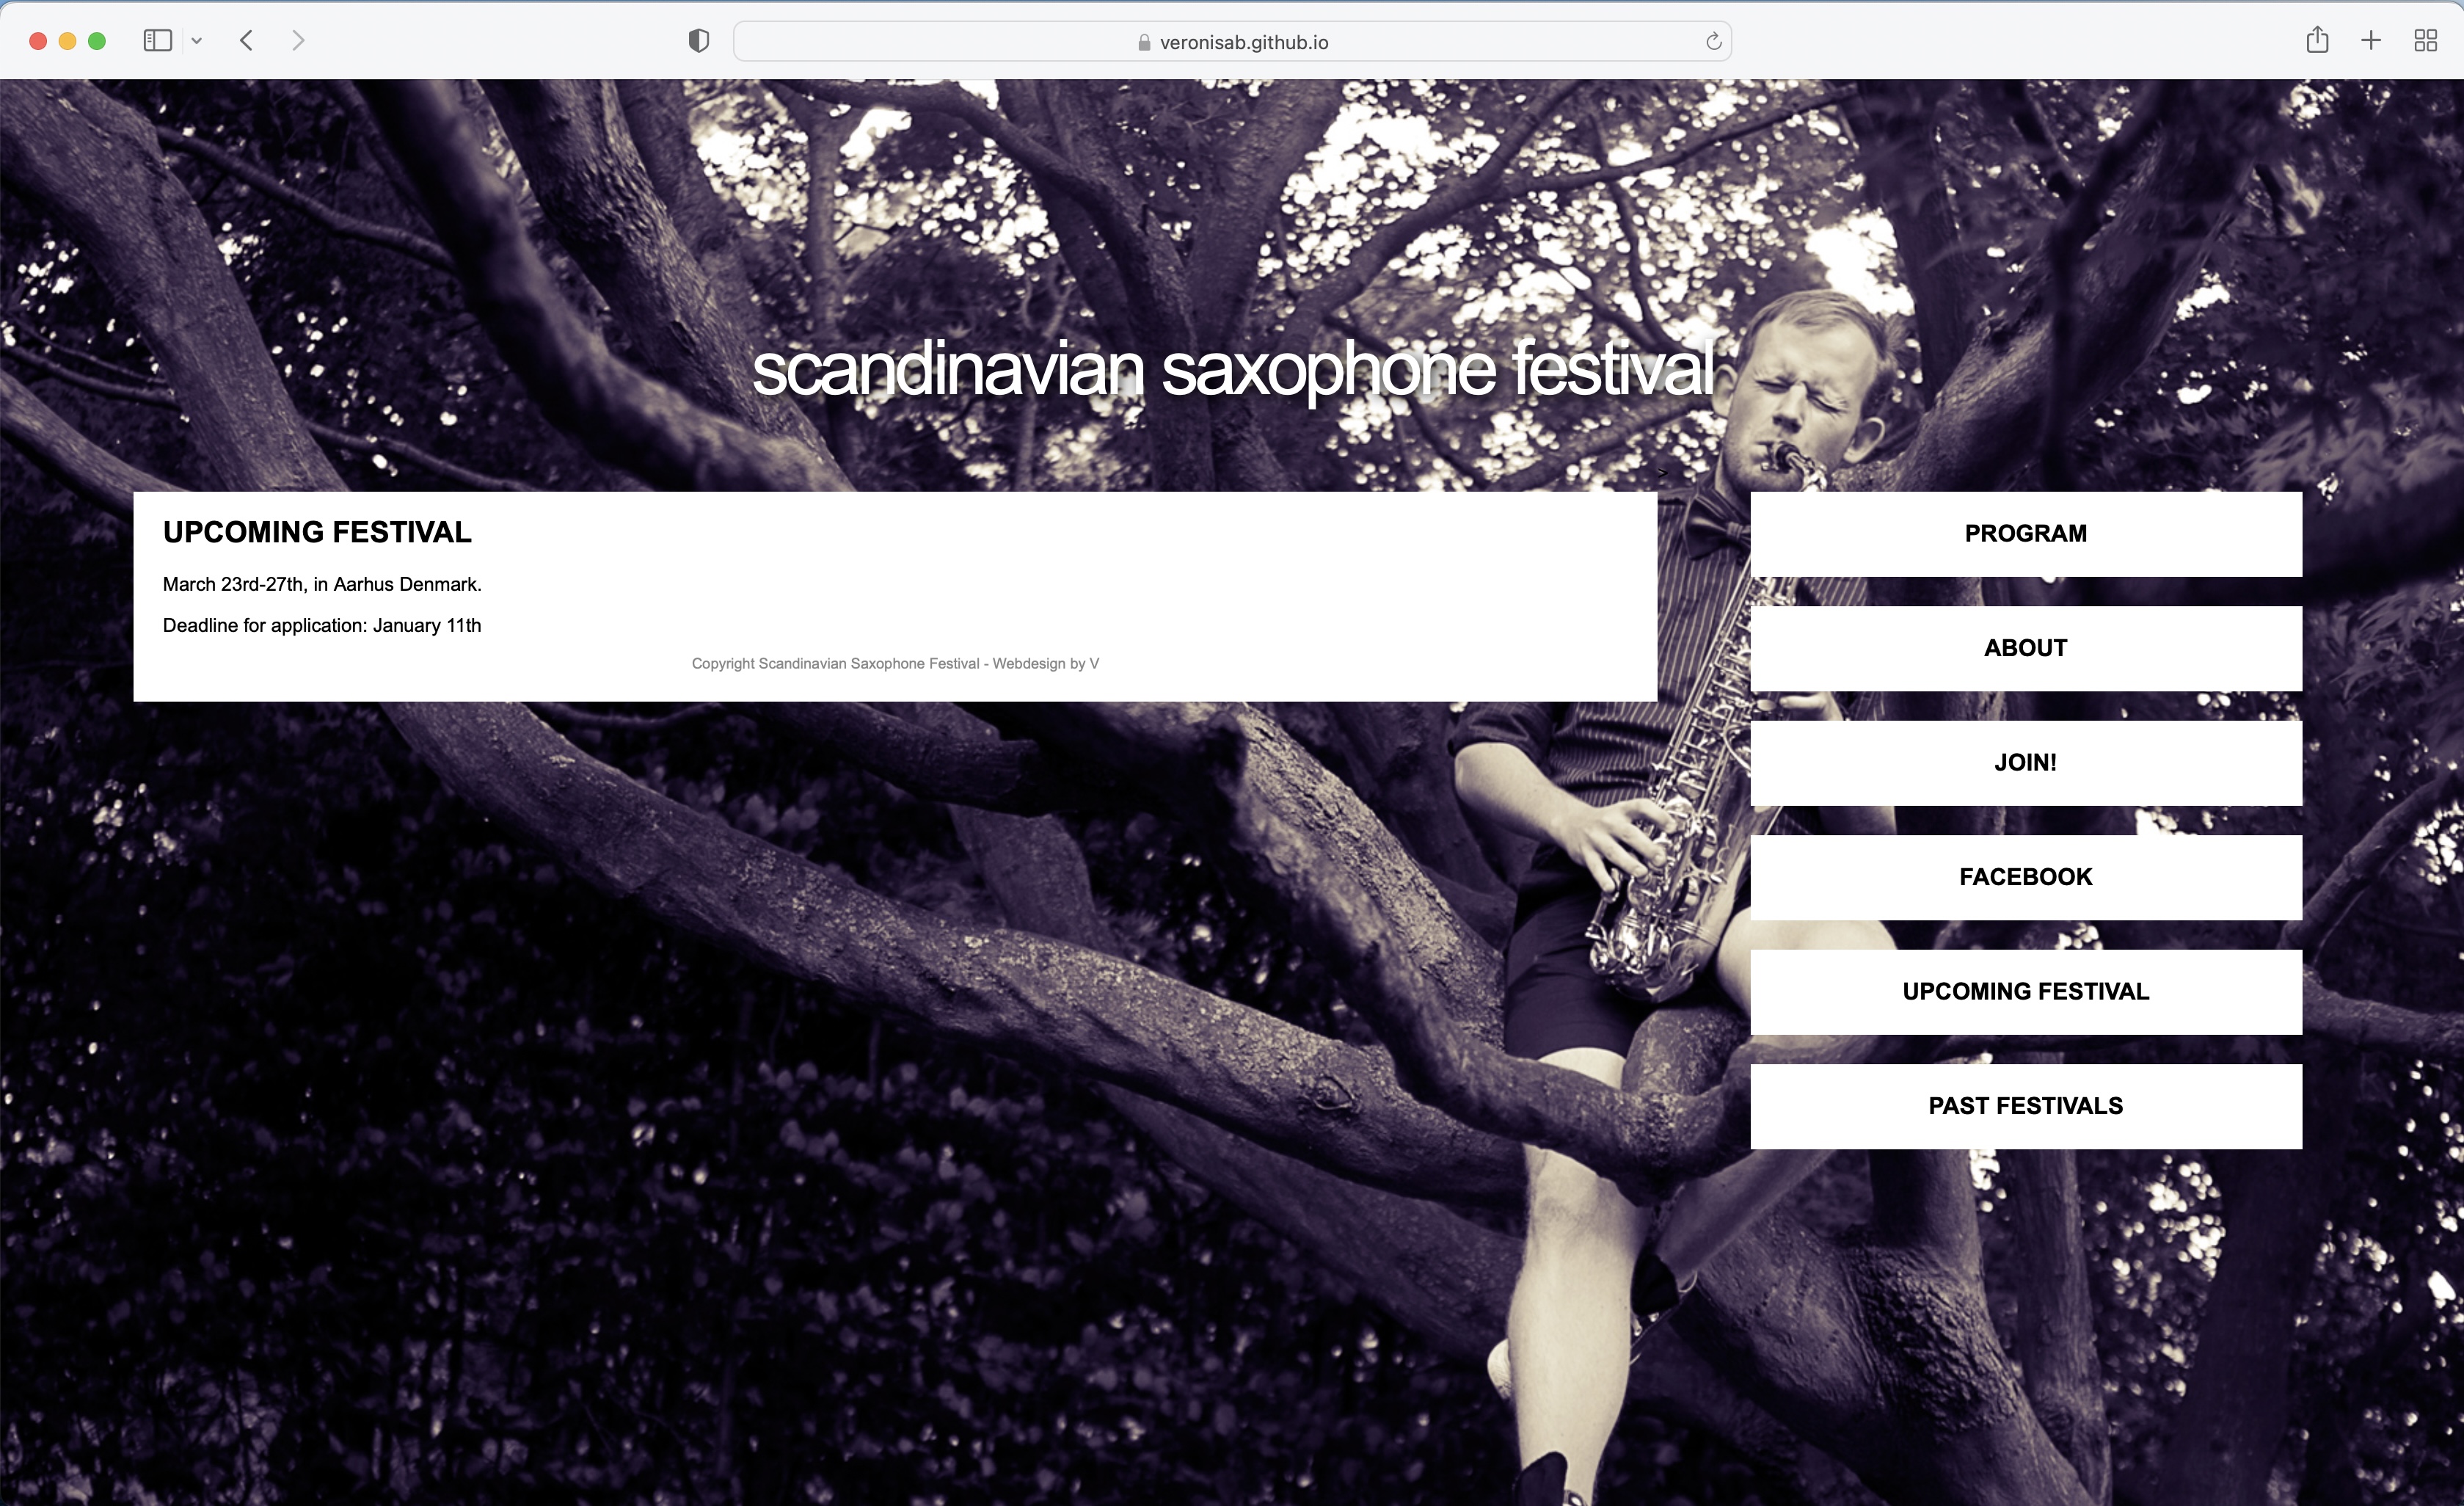 veronisab.github.io
scandinavian saxophone festival
UPCOMING FESTIVAL
March 23rd-27th, in Aarhus Denmark.
Deadline for application: January 11th
Copyright Scandinavian Saxophone Festival - Webdesign by V
>
PROGRAM
ABOUT
JOIN!
FACEBOOK
UPCOMING FESTIVAL
PAST FESTIVALS